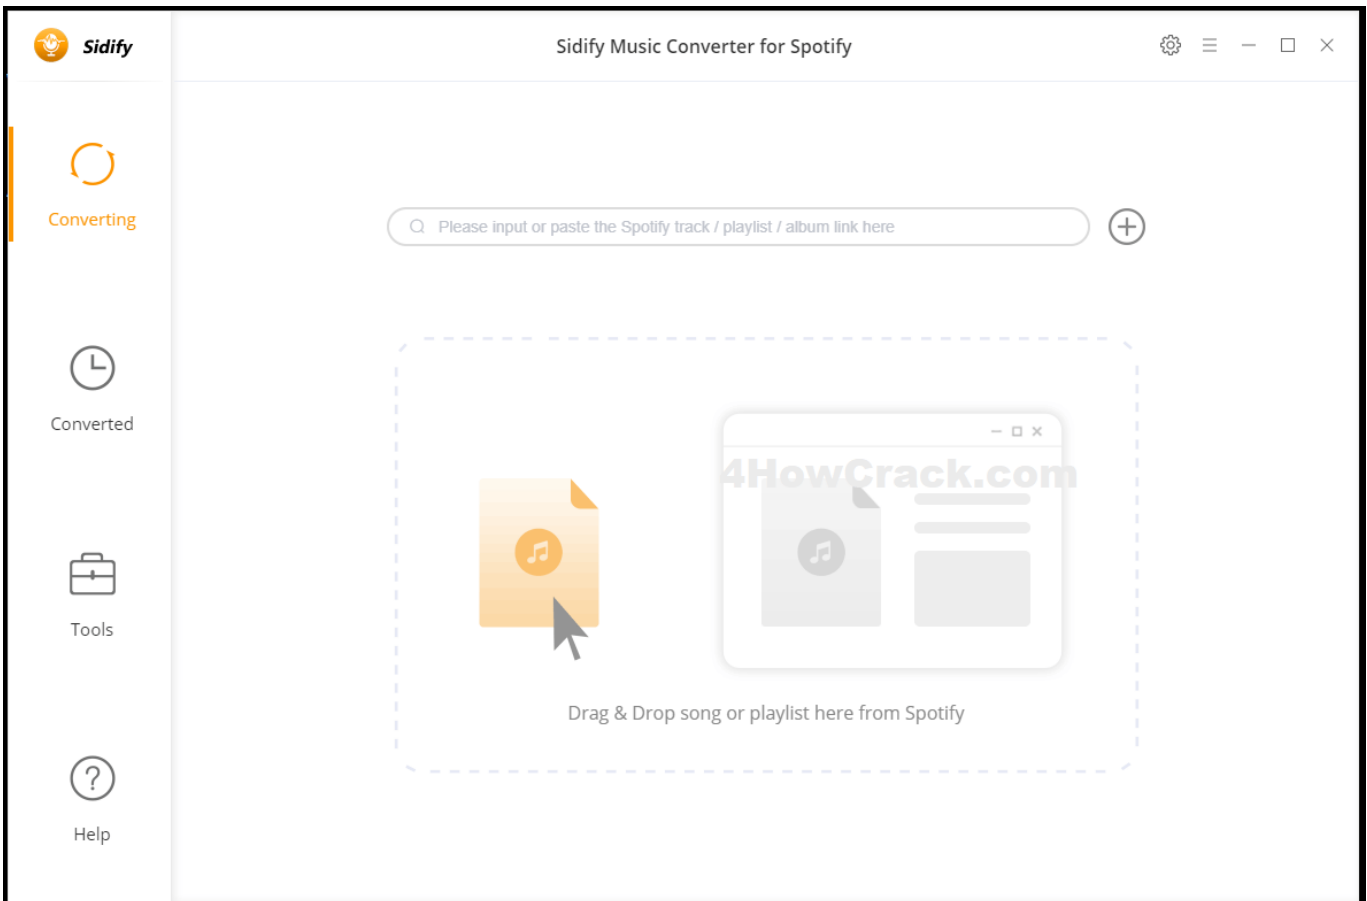 Sidify
Sidify Music Converter for Spotify
Converting
Please input or paste the Spotify track / playlist / album link here
Converted
4HowCrack.com
Tools
Drag & Drop song or playlist here from Spotify
Help